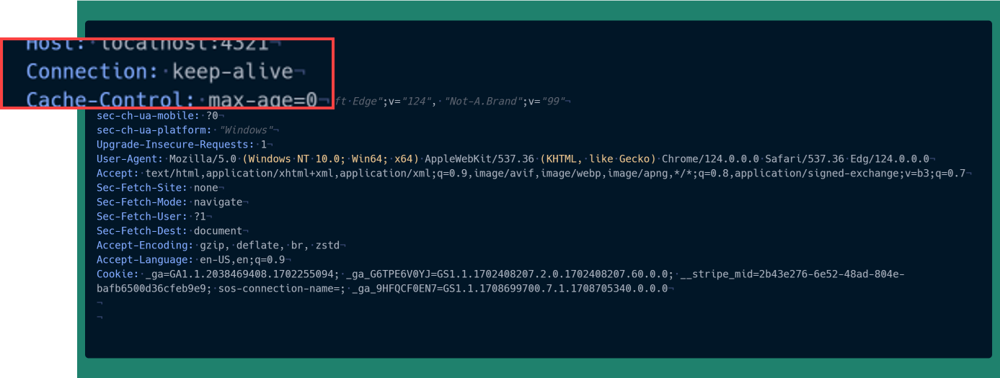 Host: localhost:4321¬
Connection: keep-alive¬
Cache-Control: max-age=0¬
ft Edge";v="124", "Not-A.Brand";v="99"¬
sec-ch-ua-mobile: ?0¬
sec-ch-ua-platform: "Windows"¬
Upgrade-Insecure-Requests: 1¬
User-Agent: Mozilla/5.0 (Windows NT 10.0; Win64; x64) AppleWebKit/537.36 (KHTML, like Gecko) Chrome/124.0.0.0 Safari/537.36 Edg/124.0.0.0¬
Accept: text/html,application/xhtml+xml,application/xml;q=0.9,image/avif,image/webp,image/apng,*/*;q=0.8,application/signed-exchange;v=b3;q=0.7¬
Sec-Fetch-Site: none¬
Sec-Fetch-Mode: navigate¬
Sec-Fetch-User: ?1¬
Sec-Fetch-Dest: document¬
Accept-Encoding: gzip, deflate, br, zstd¬
Accept-Language: en-US,en;q=0.9¬
Cookie: _ga=GA1.1.2038469408.1702255094; _ga_G6TPE6V0YJ=GS1.1.1702408207.2.0.1702408207.60.0.0; __stripe_mid=2b43e276-6e52-48ad-804e-
bafb6500d36cfeb9e9; sos-connection-name=; _ga_9HFQCF0EN7=GS1.1.1708699700.7.1.1708705340.0.0.0¬
¬
¬